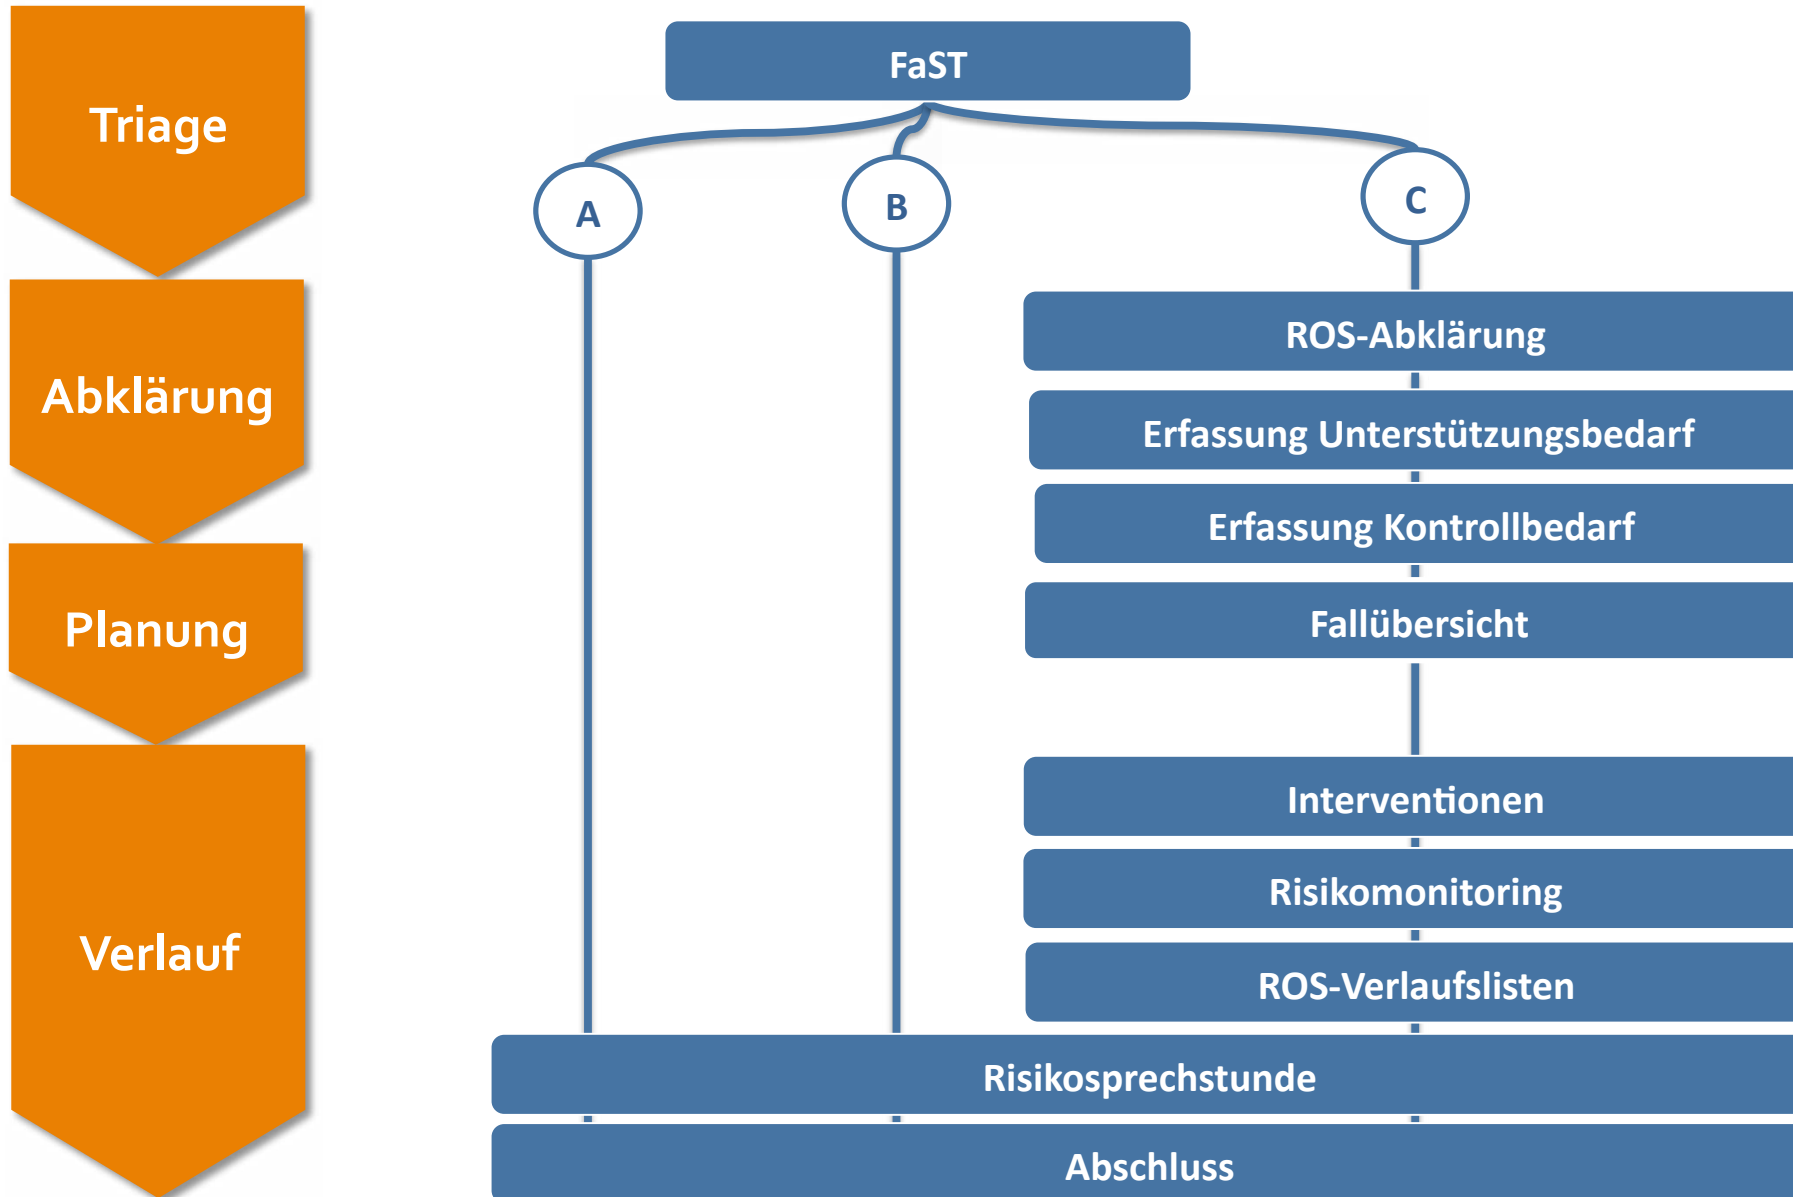 Triage
FaST
A
B
C
Abklärung
ROS-Abklärung
Erfassung Unterstützungsbedarf
Erfassung Kontrollbedarf
Planung
Fallübersicht
Verlauf
Interventionen
Risikomonitoring
ROS-Verlaufslisten
Risikosprechstunde
Abschluss